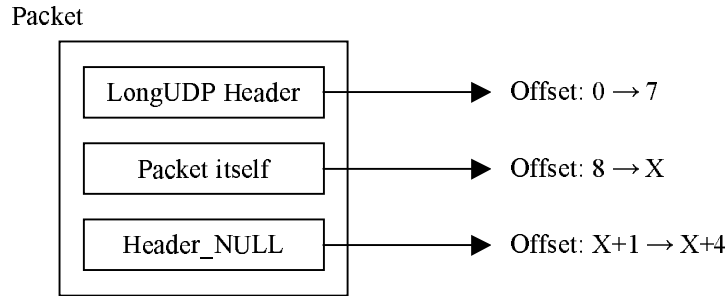 Packet
LongUDP Header
Offset: 0 → 7
Packet itself
Offset: 8 → X
Header_NULL
Offset: X+1 → X+4